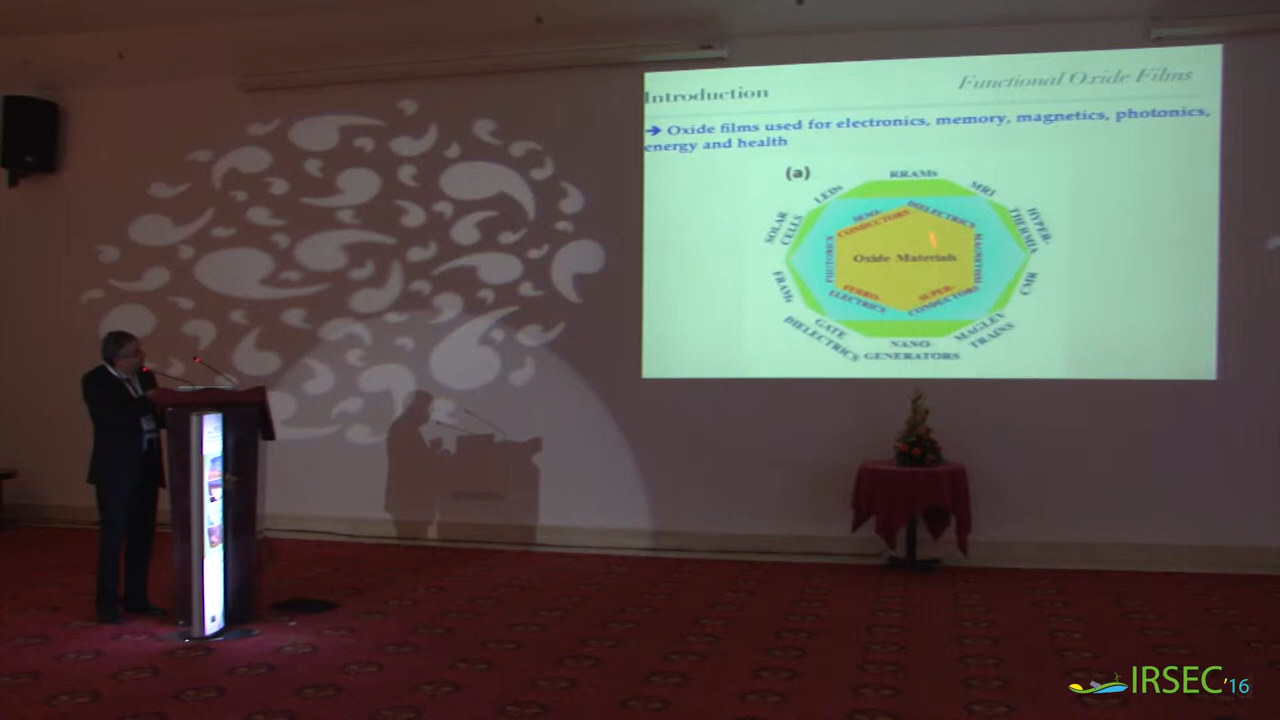 Introduction
Functional Oxide Films
➔ Oxide films used for electronics, memory, magnetics, photonics,
energy and health
(a)
RRAMs
LEDs
MRI
SOLAR
CELLS
HYPER-
THERMIA
SEMI-
CONDUCTORS
DIELECTRICS
PHOTONICS
Oxide Materials
MAGNETISM
FRAMs
CMR
FERRO-
ELECTRICS
SUPER-
CONDUCTORS
GATE
DIELECTRICS
MAGLEV
TRAINS
NANO-
GENERATORS
IRSEC'16